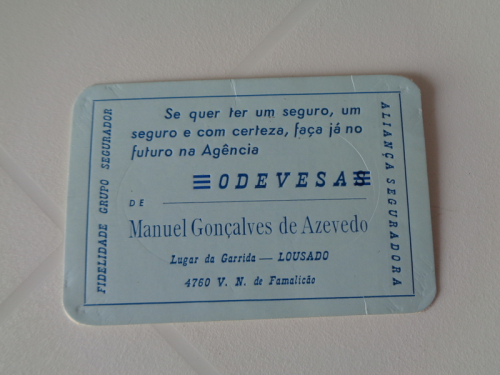 Se quer ter um seguro, um
seguro e com certeza, faça já no
futuro na Agência
ODEVESA
DE
Manuel Gonçalves de Azevedo
Lugar da Garrida — LOUSADO
4760 V. N. de Famalicão
FIDELIDADE GRUPO SEGURADOR
ALIANÇA SEGURADORA